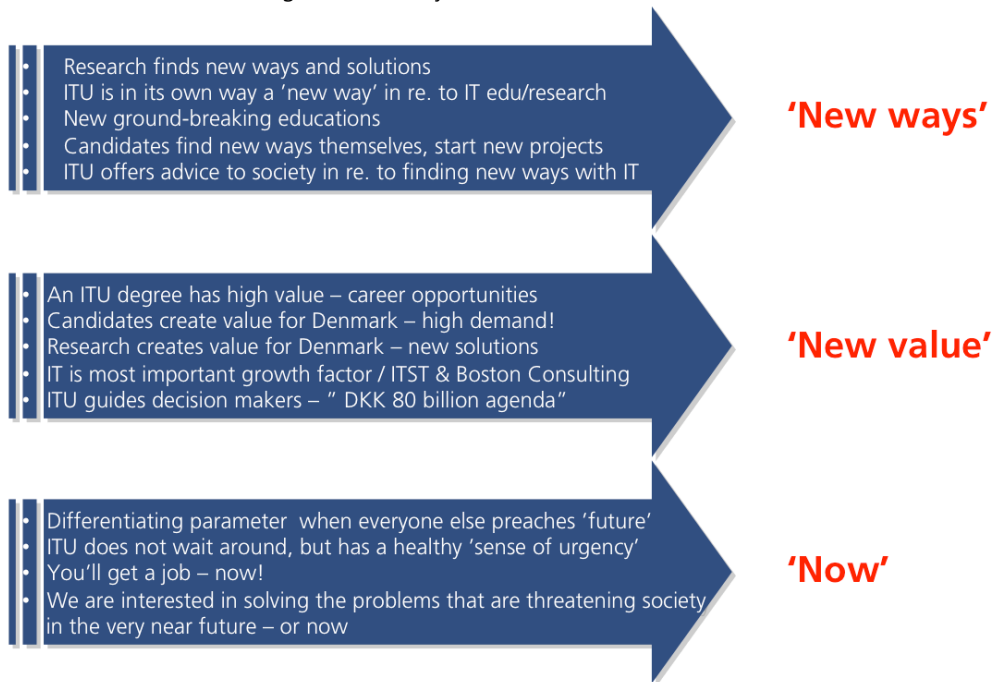 • Research finds new ways and solutions
• ITU is in its own way a ‘new way’ in re. to IT edu/research
• New ground-breaking educations
• Candidates find new ways themselves, start new projects
• ITU offers advice to society in re. to finding new ways with IT
‘New ways’
• An ITU degree has high value – career opportunities
• Candidates create value for Denmark – high demand!
• Research creates value for Denmark – new solutions
• IT is most important growth factor / ITST & Boston Consulting
• ITU guides decision makers – ” DKK 80 billion agenda”
‘New value’
• Differentiating parameter  when everyone else preaches ’future’
• ITU does not wait around, but has a healthy ’sense of urgency’
• You’ll get a job – now!
• We are interested in solving the problems that are threatening society
in the very near future – or now
‘Now’